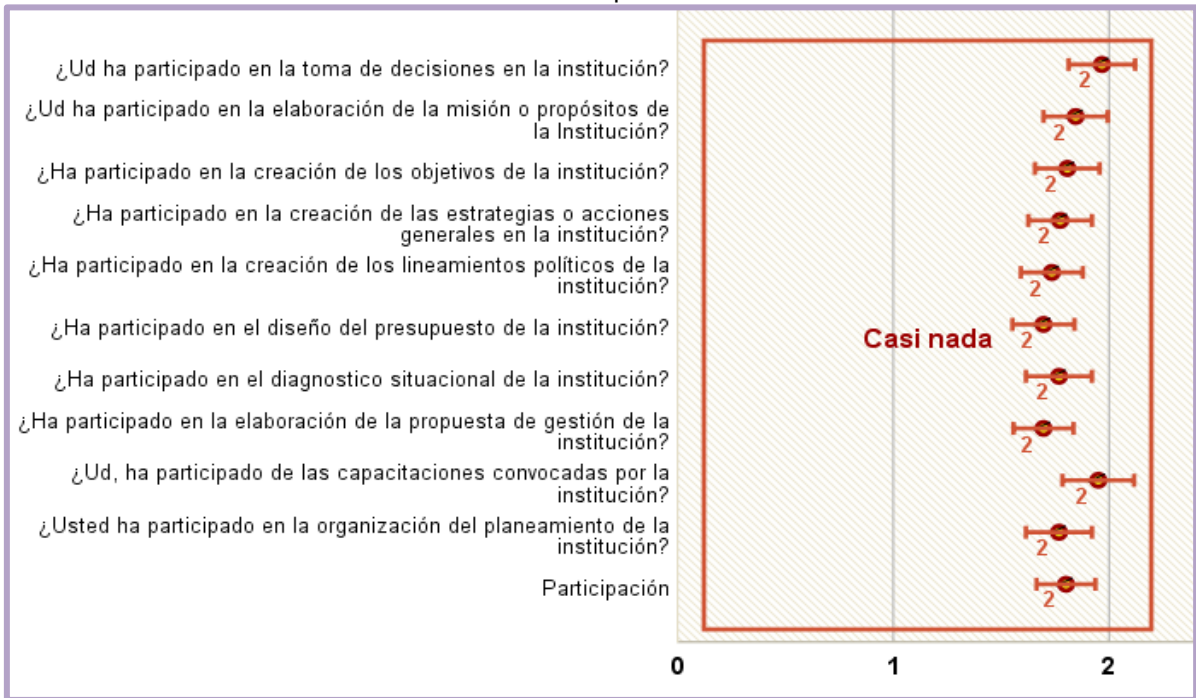 ¿Ud ha participado en la toma de decisiones en la institución?
2
¿Ud ha participado en la elaboración de la misión o propósitos de
la Institución?
2
¿Ha participado en la creación de los objetivos de la institución?
2
¿Ha participado en la creación de las estrategias o acciones
generales en la institución?
2
¿Ha participado en la creación de los lineamientos políticos de la
institución?
2
¿Ha participado en el diseño del presupuesto de la institución?
Casi nada
2
¿Ha participado en el diagnostico situacional de la institución?
2
¿Ha participado en la elaboración de la propuesta de gestión de la
institución?
2
¿Ud, ha participado de las capacitaciones convocadas por la
institución?
2
¿Usted ha participado en la organización del planeamiento de la
institución?
2
Participación
2
0 1 2